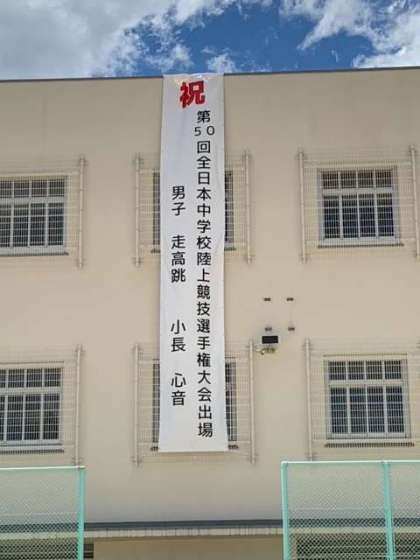 祝
第50回全日本中学校陸上競技選手権大会出場
男子 走高跳 小長 心音